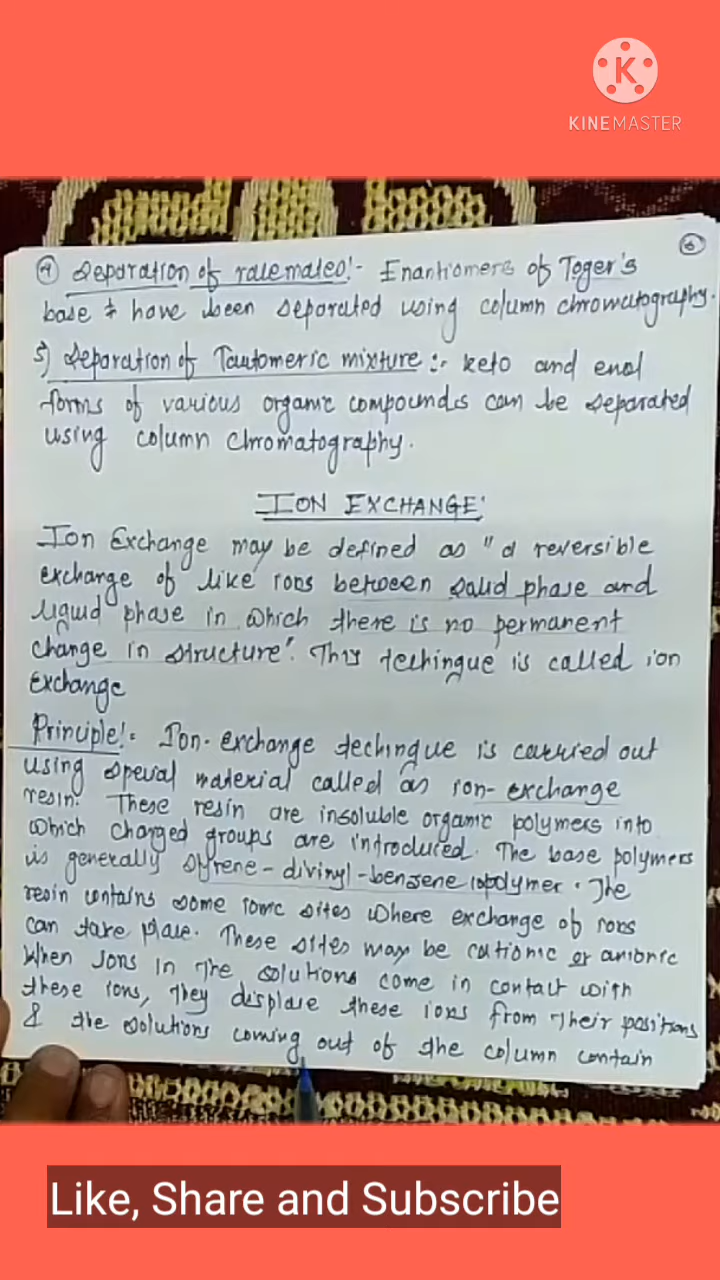 KINEMASTER
6
4) Separation of racemates:- Enantiomers of Toger's
base & have been separated using column chromatography.
5) Separation of Tautomeric mixture:- keto and enol
forms of various organic compounds can be separated
using column chromatography.
ION EXCHANGE:
Ion Exchange may be defined as "a reversible
exchange of like ions between solid phase and
liquid phase in which there is no permanent
change in structure". This techingue is called ion
Exchange
Principle:- Ion-exchange techingue is carried out
using special material called as ion-exchange
resin. These resin are insoluble organic polymers into
which charged groups are introduced. The base polymers
is generally styrene-divinyl-benzene copolymer. The
resin contains some ionic sites where exchange of ions
can take place. These sites may be cationic or anionic
When Ions in the solutions come in contact with
these ions, They displace these ions from their positions
& the solutions coming out of the column contain
Like, Share and Subscribe